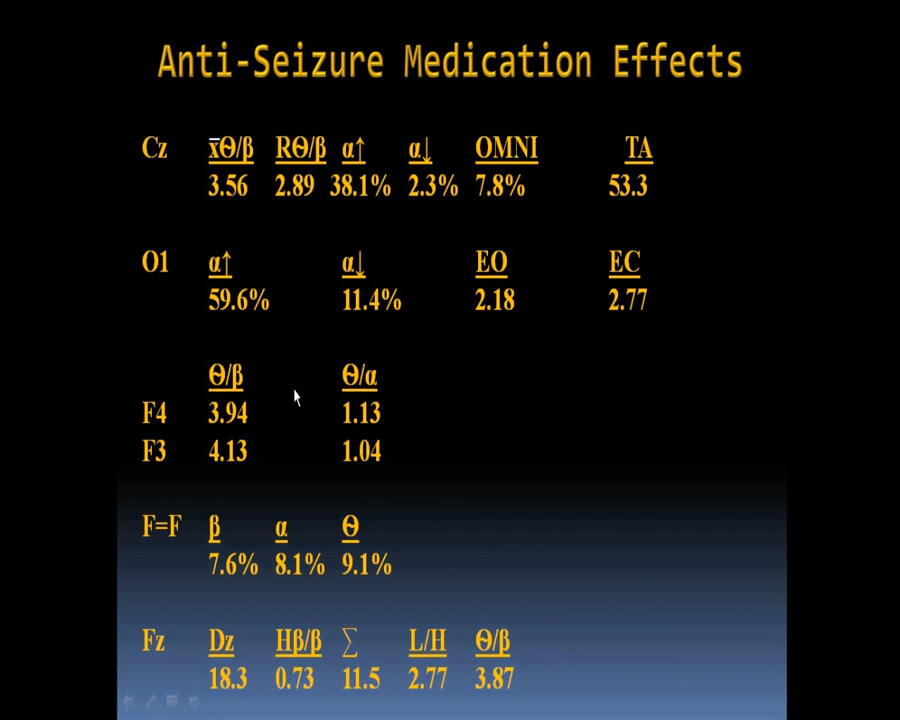 Anti-Seizure Medication Effects
Cz x̅Θ/β RΘ/β α↑ α↓ OMNI TA
3.56 2.89 38.1% 2.3% 7.8% 53.3
O1 α↑ α↓ EO EC
59.6% 11.4% 2.18 2.77
Θ/β Θ/α
F4 3.94 1.13
F3 4.13 1.04
F=F β α Θ
7.6% 8.1% 9.1%
Fz Dz Hβ/β ∑ L/H Θ/β
18.3 0.73 11.5 2.77 3.87